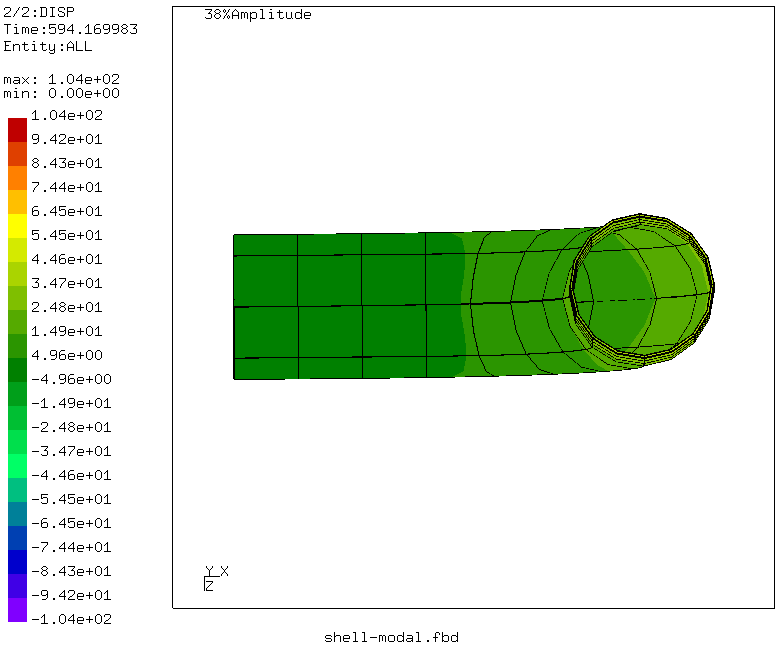 2/2:DISP
Time:594.169983
Entity:ALL
max: 1.04e+02
min: 0.00e+00
1.04e+02
9.42e+01
8.43e+01
7.44e+01
6.45e+01
5.45e+01
4.46e+01
3.47e+01
2.48e+01
1.49e+01
4.96e+00
-4.96e+00
-1.49e+01
-2.48e+01
-3.47e+01
-4.46e+01
-5.45e+01
-6.45e+01
-7.44e+01
-8.43e+01
-9.42e+01
-1.04e+02
38%Amplitude
Y X
Z
shell-modal.fbd